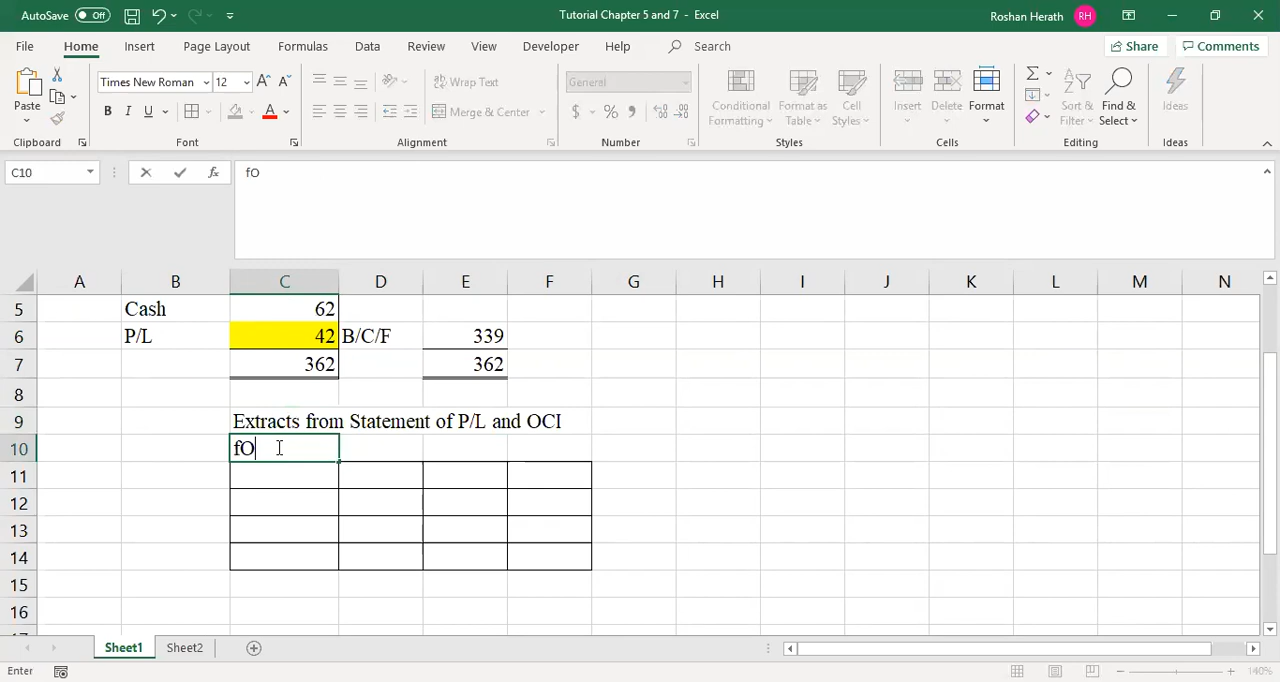 AutoSave Off Tutorial Chapter 5 and 7 - Excel Roshan Herath RH
File Home Insert Page Layout Formulas Data Review View Developer Help Search Share Comments
Times New Roman 12 Wrap Text General
Paste B I U Merge & Center $ % Conditional Formatting Format as Table Cell Styles Insert Delete Format Sort & Filter Find & Select Ideas
Clipboard Font Alignment Number Styles Cells Editing Ideas
C10 fx fO
A B C D E F G H I J K L M N
5 Cash 62
6 P/L 42 B/C/F 339
7 362 362
8
9 Extracts from Statement of P/L and OCI
10 fO
11
12
13
14
15
16
Sheet1 Sheet2
Enter 140%